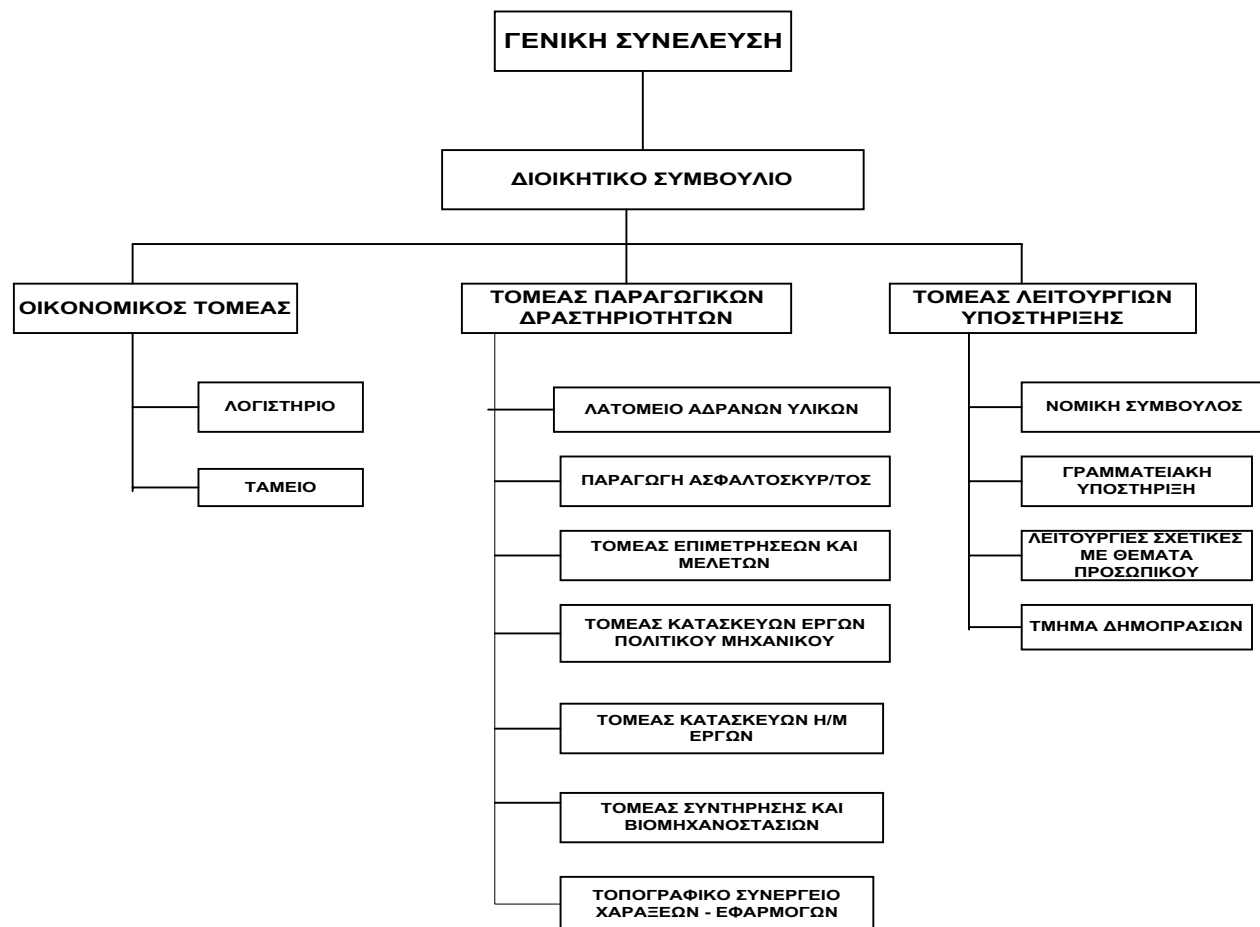 ΓΕΝΙΚΗ ΣΥΝΕΛΕΥΣΗ
ΔΙΟΙΚΗΤΙΚΟ ΣΥΜΒΟΥΛΙΟ
ΟΙΚΟΝΟΜΙΚΟΣ ΤΟΜΕΑΣ
ΛΟΓΙΣΤΗΡΙΟ
ΤΑΜΕΙΟ
ΤΟΜΕΑΣ ΠΑΡΑΓΩΓΙΚΩΝ
ΔΡΑΣΤΗΡΙΟΤΗΤΩΝ
ΛΑΤΟΜΕΙΟ ΑΔΡΑΝΩΝ ΥΛΙΚΩΝ
ΠΑΡΑΓΩΓΗ ΑΣΦΑΛΤΟΣΚΥΡ/ΤΟΣ
ΤΟΜΕΑΣ ΕΠΙΜΕΤΡΗΣΕΩΝ ΚΑΙ
ΜΕΛΕΤΩΝ
ΤΟΜΕΑΣ ΚΑΤΑΣΚΕΥΩΝ ΕΡΓΩΝ
ΠΟΛΙΤΙΚΟΥ ΜΗΧΑΝΙΚΟΥ
ΤΟΜΕΑΣ ΚΑΤΑΣΚΕΥΩΝ Η/Μ
ΕΡΓΩΝ
ΤΟΜΕΑΣ ΣΥΝΤΗΡΗΣΗΣ ΚΑΙ
ΒΙΟΜΗΧΑΝΟΣΤΑΣΙΩΝ
ΤΟΠΟΓΡΑΦΙΚΟ ΣΥΝΕΡΓΕΙΟ
ΧΑΡΑΞΕΩΝ - ΕΦΑΡΜΟΓΩΝ
ΤΟΜΕΑΣ ΛΕΙΤΟΥΡΓΙΩΝ
ΥΠΟΣΤΗΡΙΞΗΣ
ΝΟΜΙΚΗ ΣΥΜΒΟΥΛΟΣ
ΓΡΑΜΜΑΤΕΙΑΚΗ
ΥΠΟΣΤΗΡΙΞΗ
ΛΕΙΤΟΥΡΓΙΕΣ ΣΧΕΤΙΚΕΣ
ΜΕ ΘΕΜΑΤΑ
ΠΡΟΣΩΠΙΚΟΥ
ΤΜΗΜΑ ΔΗΜΟΠΡΑΣΙΩΝ